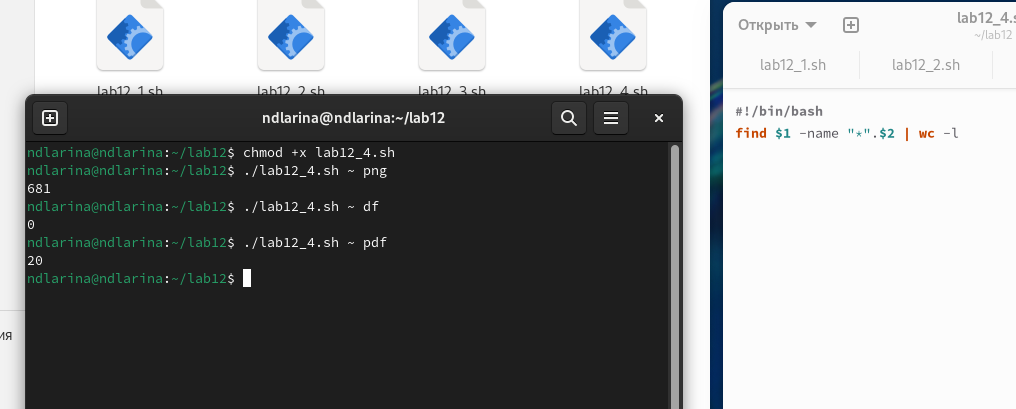 lab12_1.sh
lab12_2.sh
lab12_3.sh
lab12_4.sh
ndlarina@ndlarina:~/lab12
ndlarina@ndlarina:~/lab12$ chmod +x lab12_4.sh
ndlarina@ndlarina:~/lab12$ ./lab12_4.sh ~ png
681
ndlarina@ndlarina:~/lab12$ ./lab12_4.sh ~ df
0
ndlarina@ndlarina:~/lab12$ ./lab12_4.sh ~ pdf
20
ndlarina@ndlarina:~/lab12$
ия
Открыть
lab12_4.s
~/lab12
lab12_1.sh
lab12_2.sh
#!/bin/bash
find $1 -name "*".$2 | wc -l